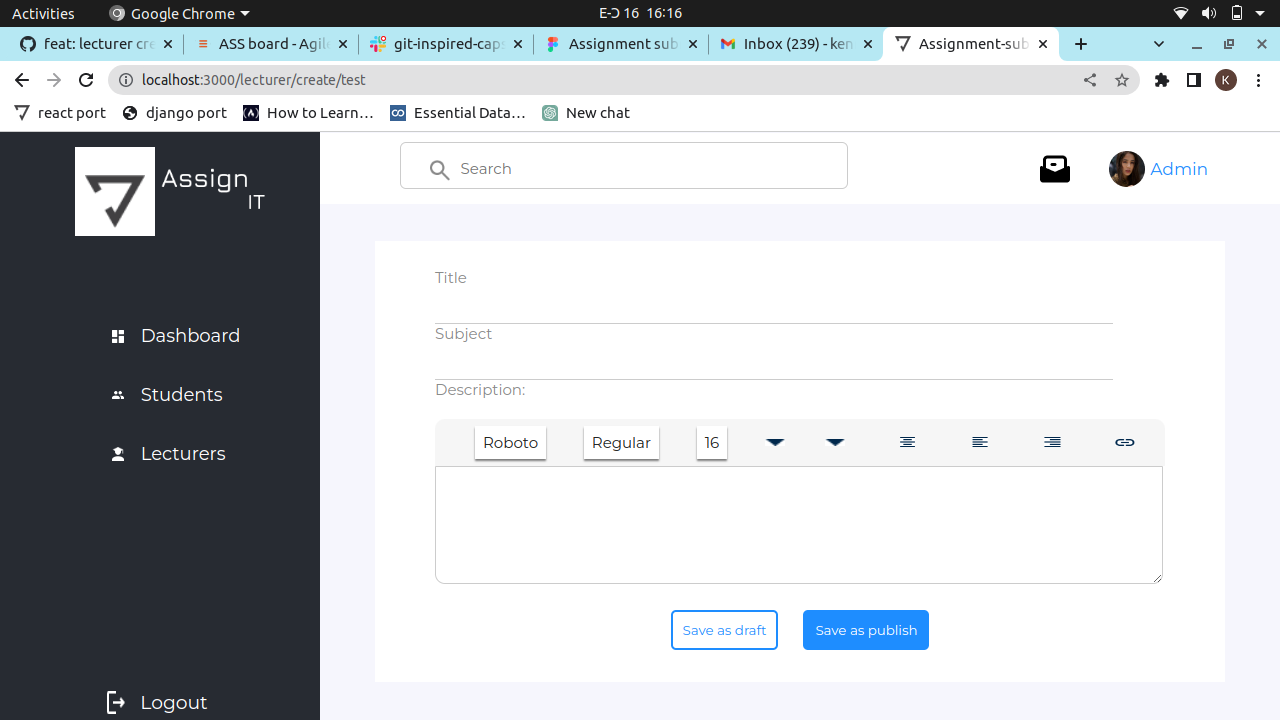 Activities
Google Chrome
E-Ɔ 16 16:16
feat: lecturer cre
ASS board - Agile
git-inspired-caps
Assignment sub
Inbox (239) - ken
Assignment-sub
localhost:3000/lecturer/create/test
K
react port
django port
How to Learn…
Essential Data…
New chat
Assign
IT
Search
Admin
Dashboard
Students
Lecturers
Logout
Title
Subject
Description:
Roboto
Regular
16
Save as draft
Save as publish